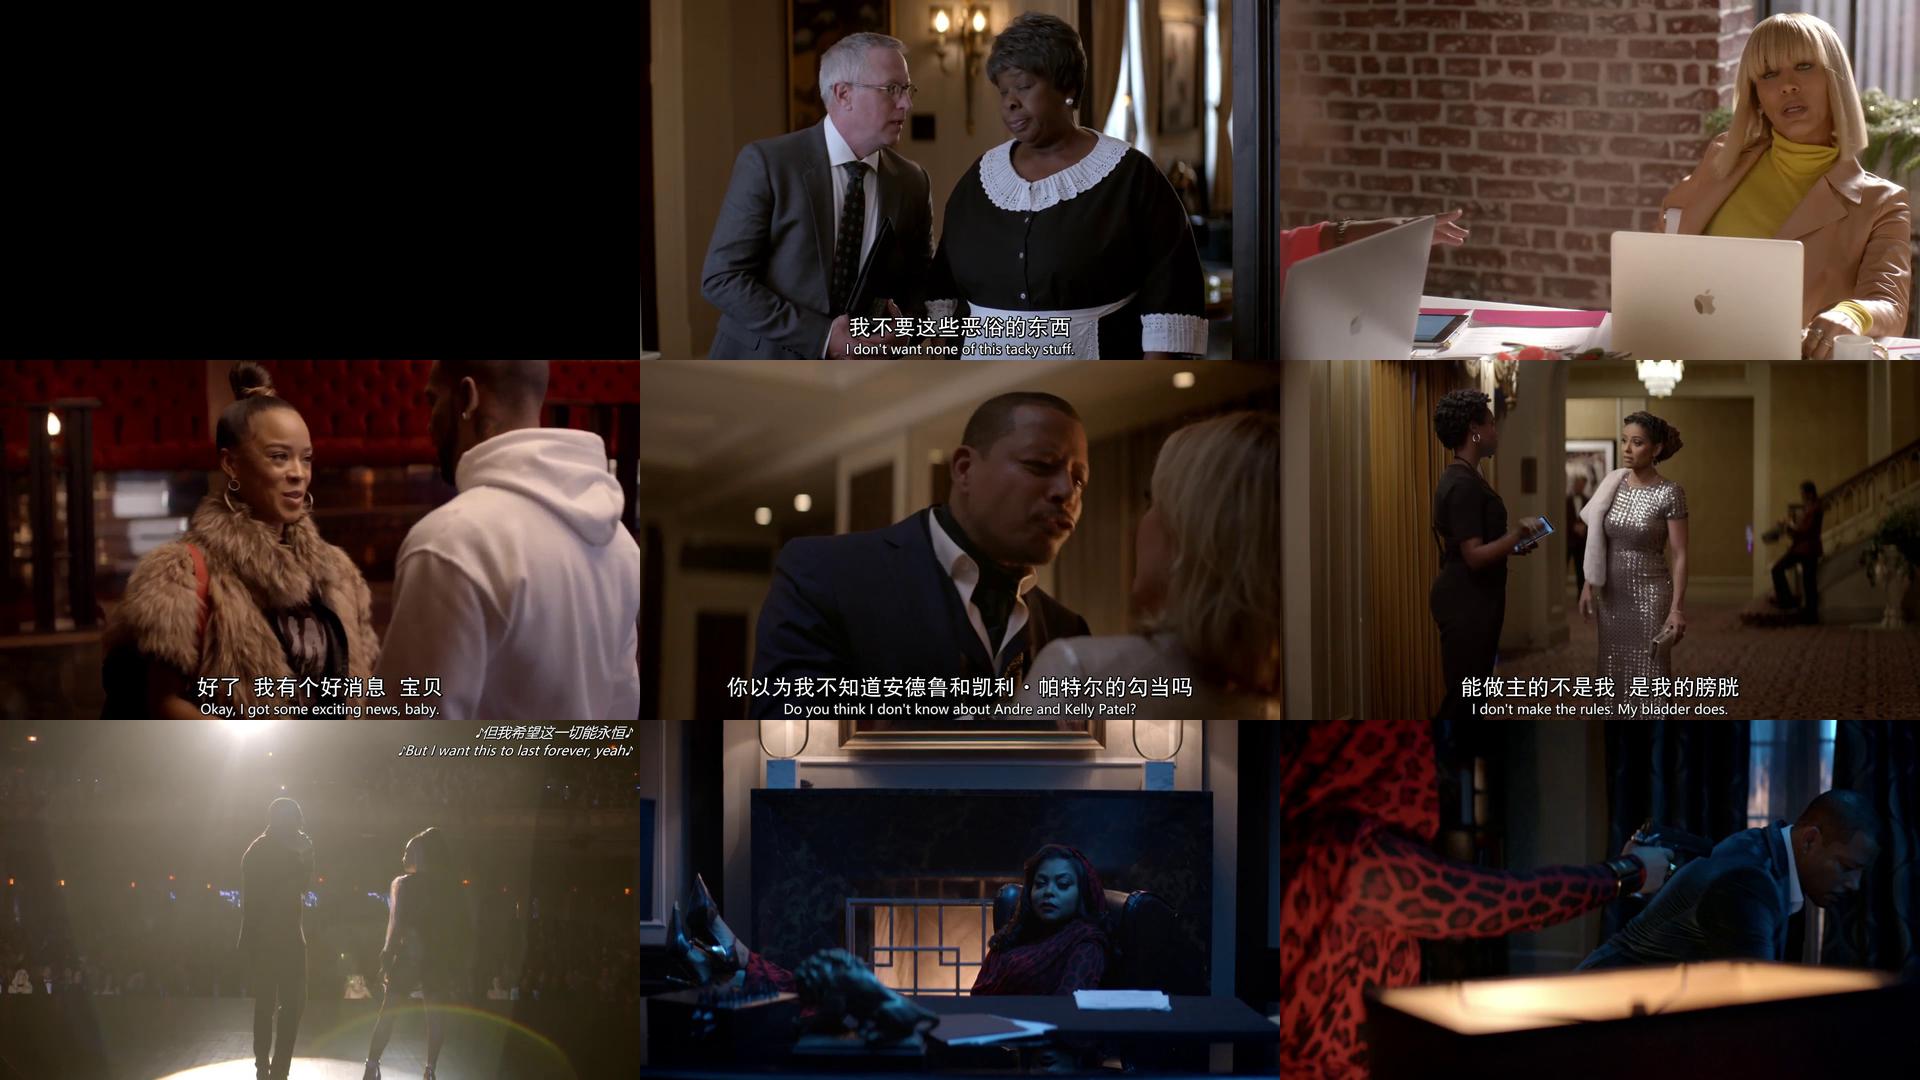 我不要这些恶俗的东西
I don't want none of this tacky stuff.
好了 我有个好消息 宝贝
Okay, I got some exciting news, baby.
你以为我不知道安德鲁和凯利·帕特尔的勾当吗
Do you think I don't know about Andre and Kelly Patel?
能做主的不是我 是我的膀胱
I don't make the rules. My bladder does.
♪但我希望这一切能永恒♪
♪But I want this to last forever, yeah♪